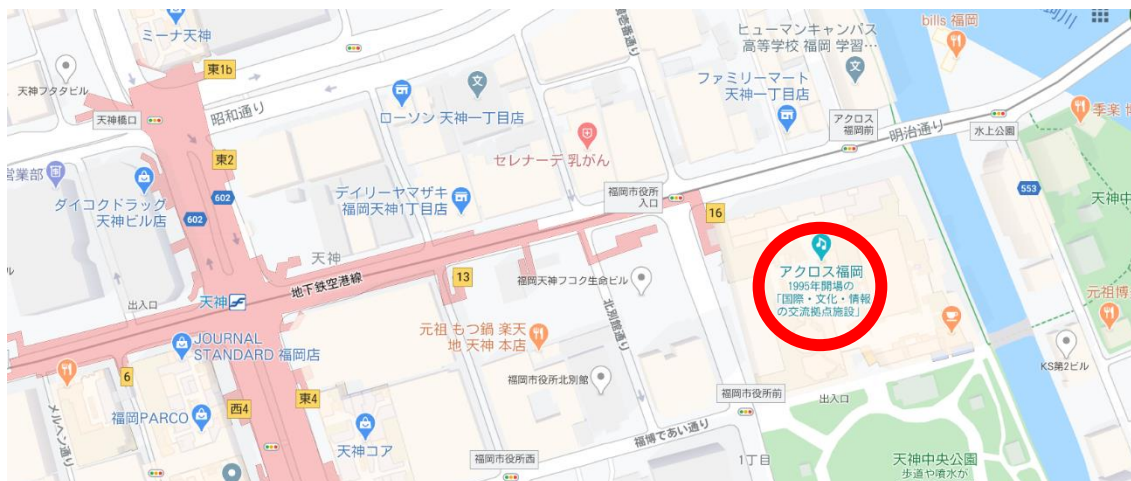 ミーナ天神
東1b
天神フタタビル
天神橋口
昭和通り
ローソン 天神一丁目店
ヒューマンキャンパス
高等学校 福岡 学習…
bills 福岡
ファミリーマート
天神一丁目店
アクロス
福岡前
明治通り
水上公園
季楽 博
営業部
ダイコクドラッグ
天神ビル店
東2
602
602
セレナーデ 乳がん
デイリーヤマザキ
福岡天神1丁目店
福岡市役所
入口
16
553
天神中
天神
地下鉄空港線
13
福岡天神フコク生命ビル
北別館通り
アクロス福岡
1995年開場の
「国際・文化・情報
の交流拠点施設」
元祖博
出入口
天神
JOURNAL
STANDARD 福岡店
元祖 もつ鍋 楽天
地 天神 本店
KS第2ビル
6
福岡市役所北別館
福岡市役所前
出入口
メルヘン通り
福岡PARCO
西4
東4
天神コア
福博であい通り
福岡市役所西
1丁目
天神中央公園
歩道や噴水が